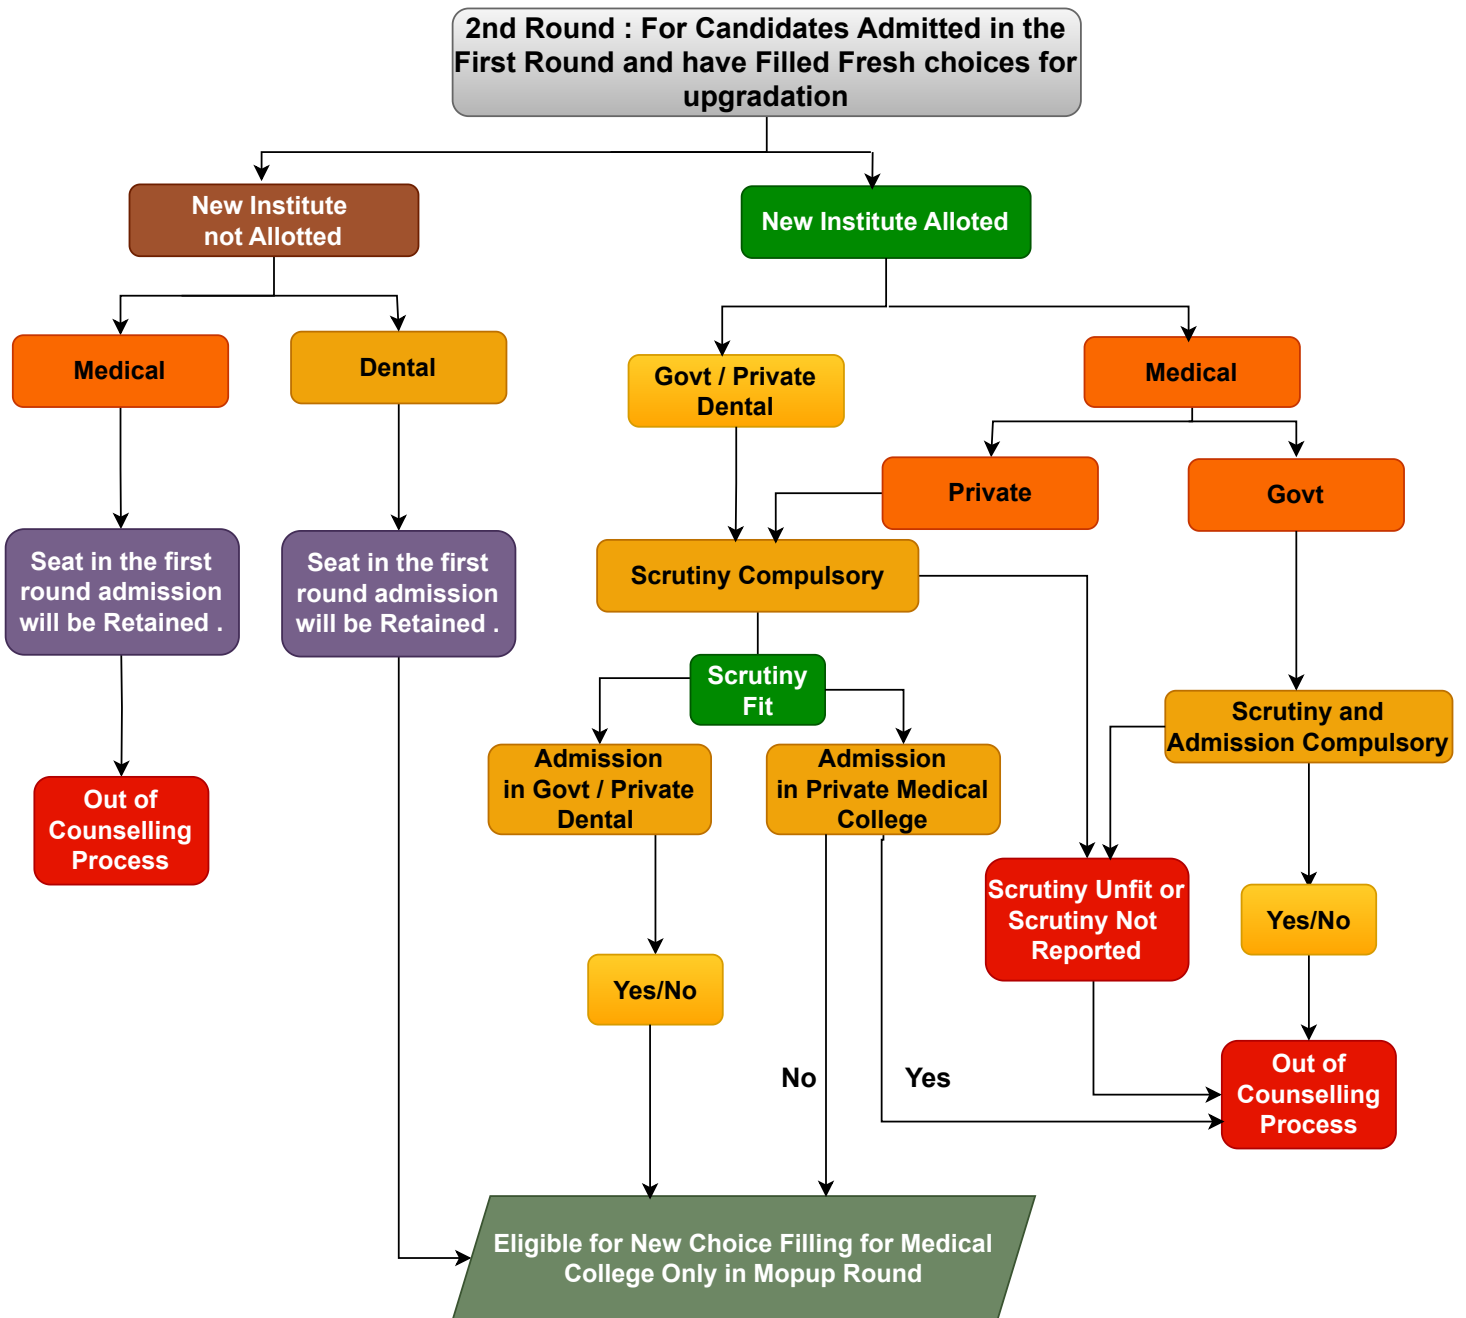 2nd Round : For Candidates Admitted in the
First Round and have Filled Fresh choices for
upgradation
New Institute
not Allotted
New Institute Alloted
Medical
Dental
Govt / Private
Dental
Medical
Private
Govt
Seat in the first
round admission
will be Retained .
Seat in the first
round admission
will be Retained .
Scrutiny Compulsory
Scrutiny
Fit
Scrutiny and
Admission Compulsory
Admission
in Govt / Private
Dental
Admission
in Private Medical
College
Out of
Counselling
Process
Scrutiny Unfit or
Scrutiny Not
Reported
Yes/No
Yes/No
No
Yes
Out of
Counselling
Process
Eligible for New Choice Filling for Medical
College Only in Mopup Round